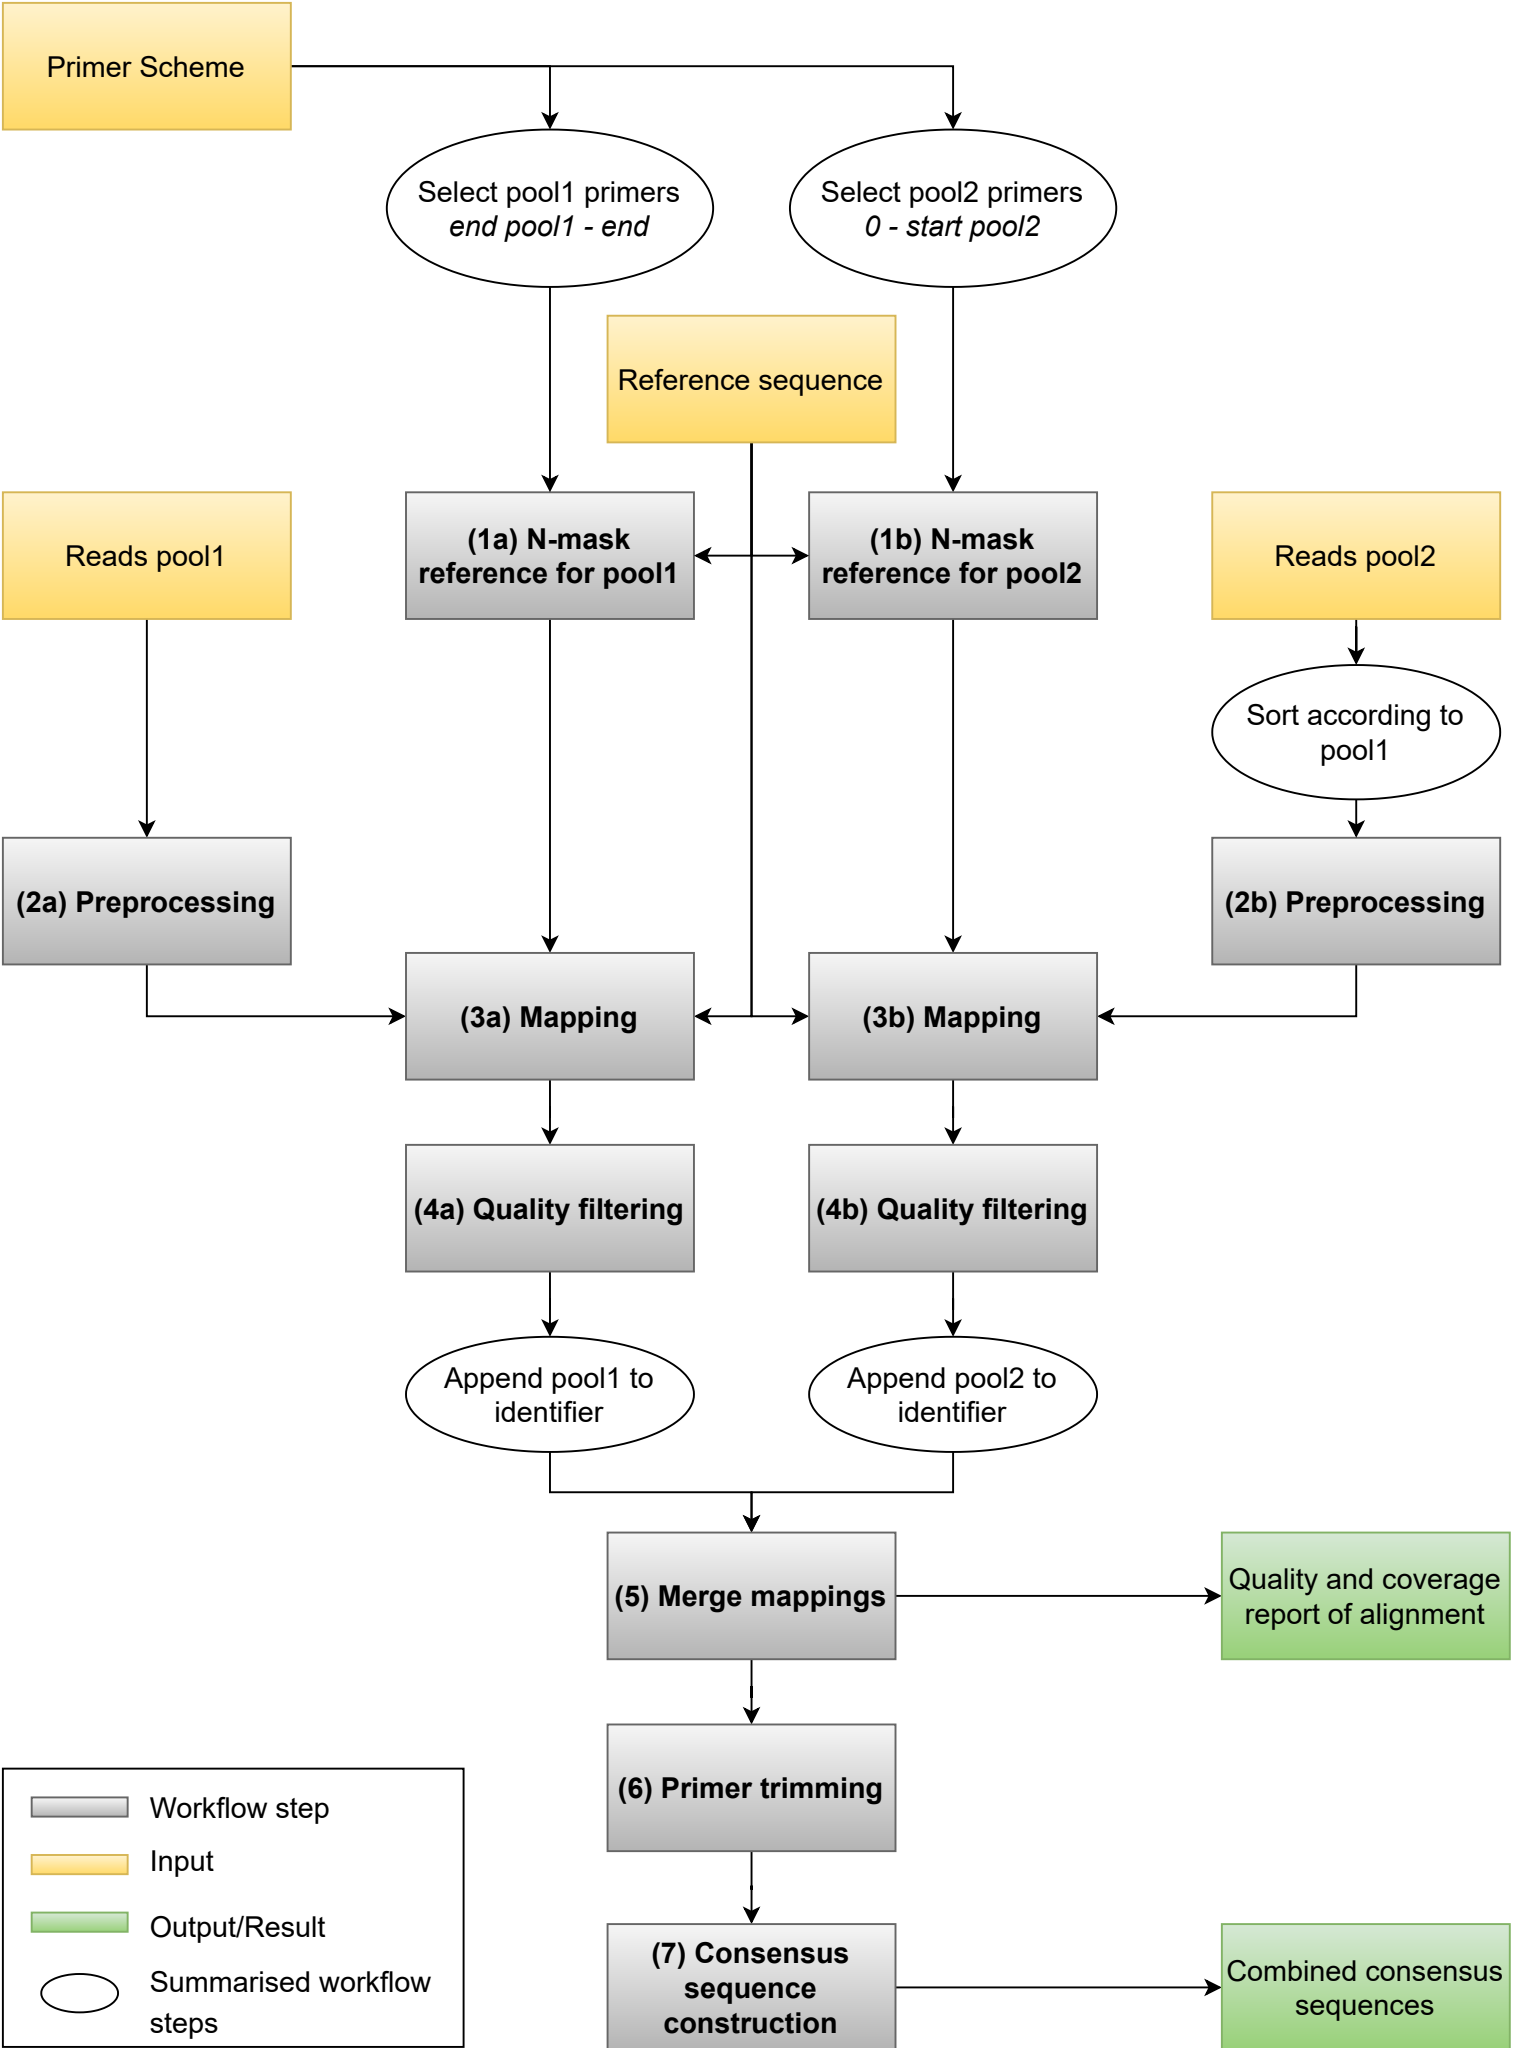 Primer Scheme
Select pool1 primers
end pool1 - end
Select pool2 primers
0 - start pool2
Reference sequence
Reads pool1
(1a) N-mask
reference for pool1
(1b) N-mask
reference for pool2
Reads pool2
Sort according to
pool1
(2a) Preprocessing
(2b) Preprocessing
(3a) Mapping
(3b) Mapping
(4a) Quality filtering
(4b) Quality filtering
Append pool1 to
identifier
Append pool2 to
identifier
(5) Merge mappings
Quality and coverage
report of alignment
(6) Primer trimming
(7) Consensus
sequence
construction
Combined consensus
sequences
Workflow step
Input
Output/Result
Summarised workflow
steps